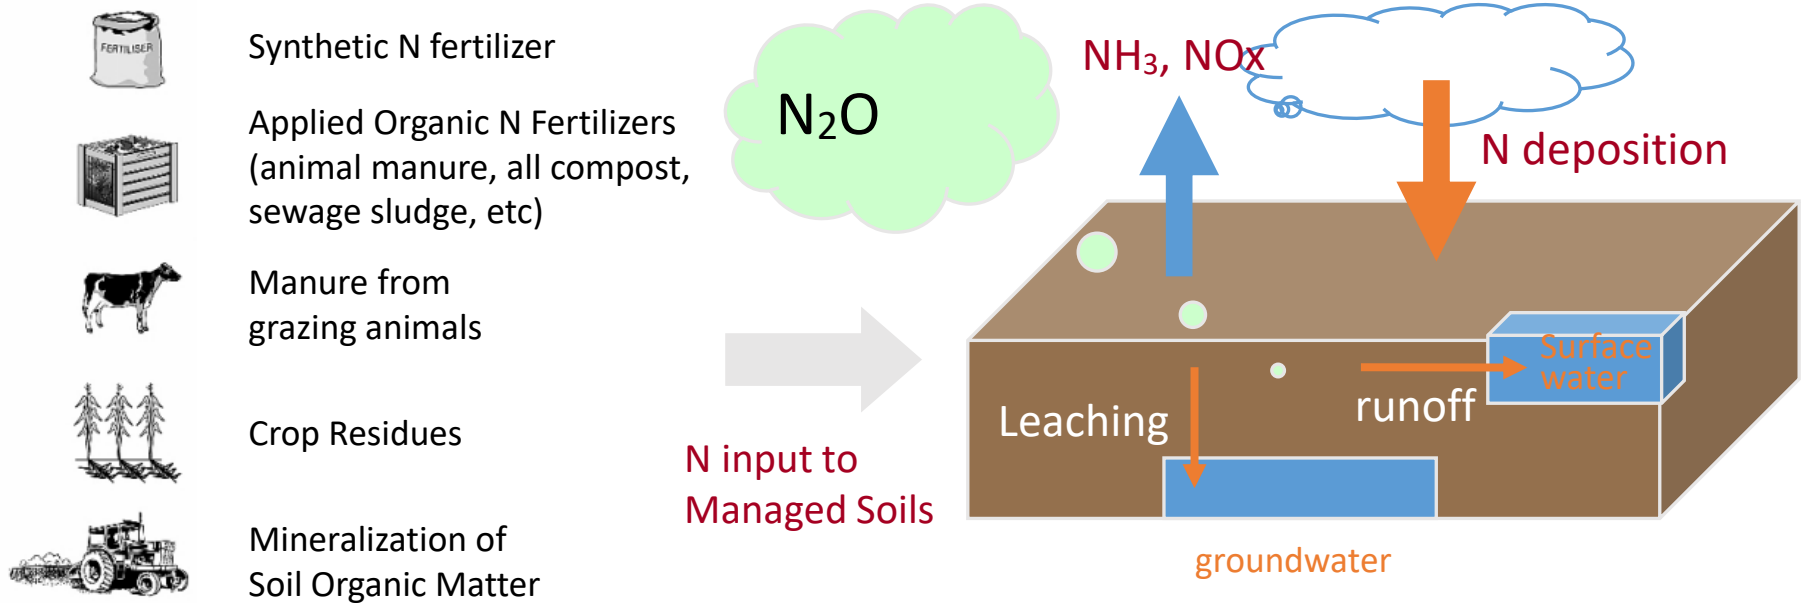 FERTILISER
Synthetic N fertilizer
Applied Organic N Fertilizers
(animal manure, all compost,
sewage sludge, etc)
Manure from
grazing animals
Crop Residues
Mineralization of
Soil Organic Matter
N input to
Managed Soils
N₂O
NH₃, NOx
N deposition
Leaching
runoff
Surface
water
groundwater